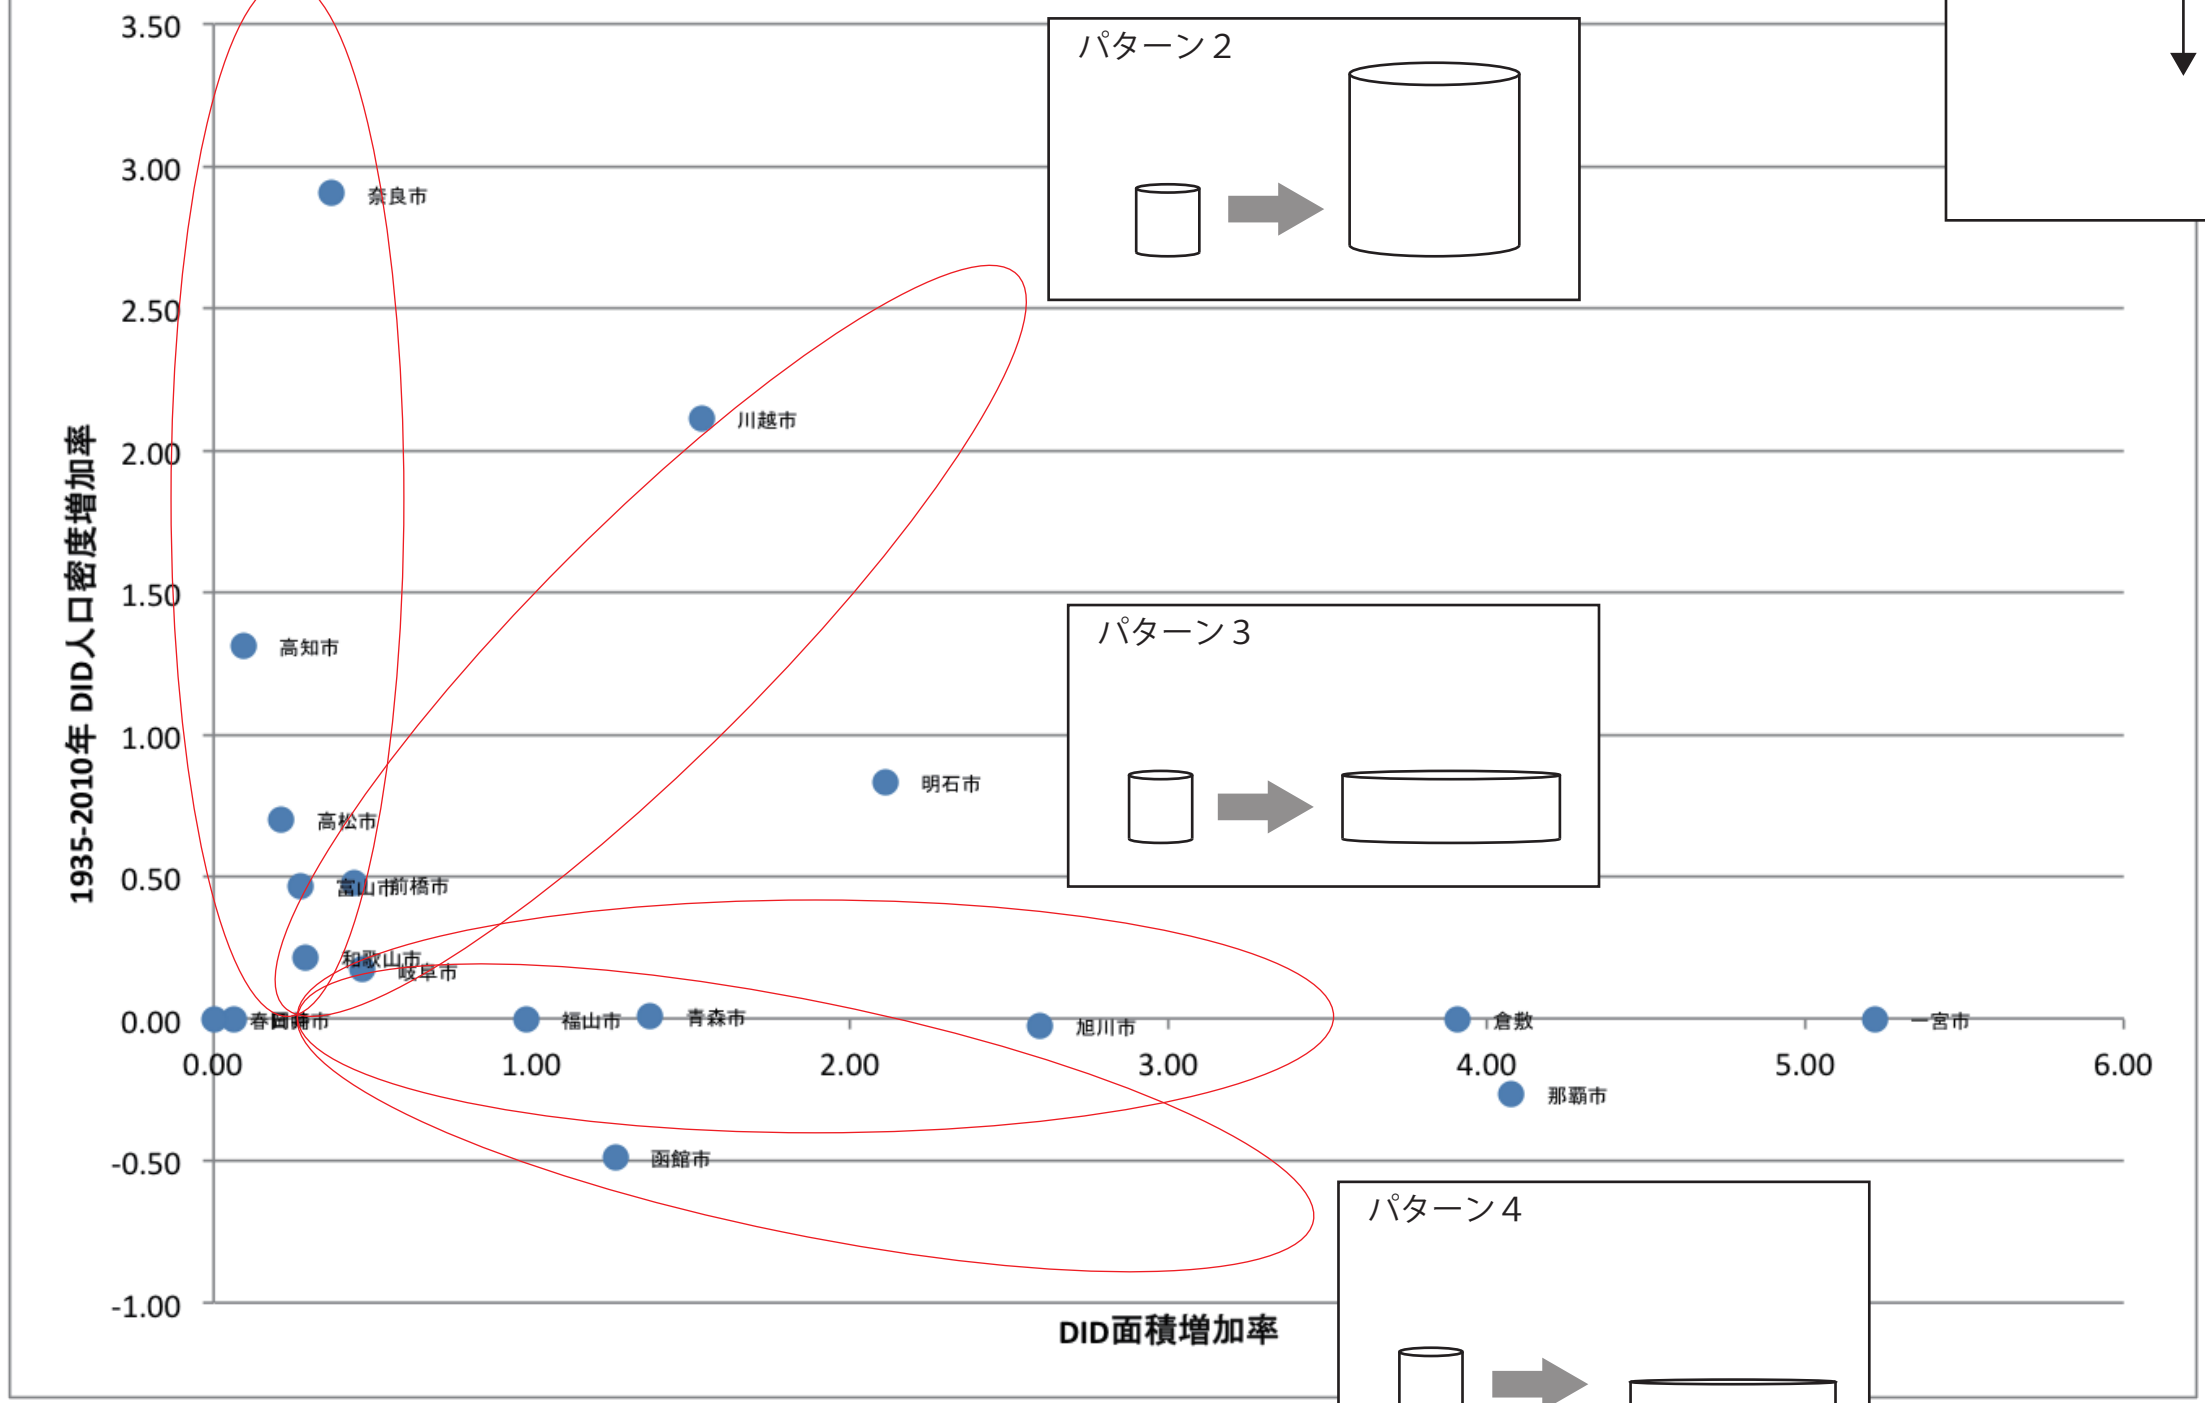 3.50
3.00
2.50
2.00
1.50
1.00
0.50
0.00
-0.50
-1.00
1935-2010年 DID人口密度増加率
パターン２
奈良市
川越市
パターン３
高知市
明石市
高松市
富山市
前橋市
和歌山市
岐阜市
福山市
青森市
旭川市
倉敷
一宮市
0.00
1.00
2.00
3.00
4.00
5.00
6.00
那覇市
函館市
パターン４
DID面積増加率